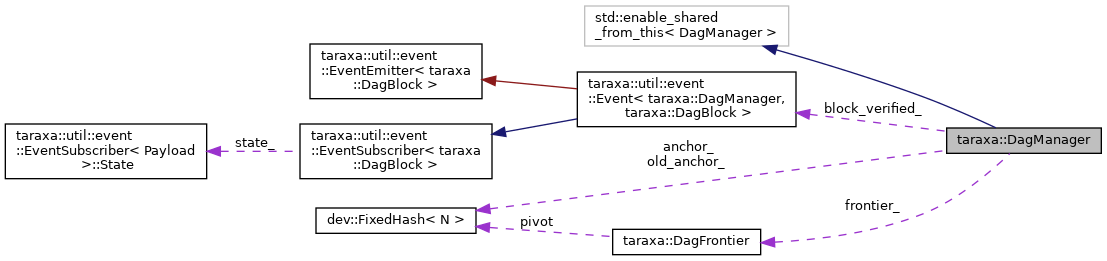 std::enable_shared
_from_this< DagManager >
taraxa::util::event
::EventEmitter< taraxa
::DagBlock >
taraxa::util::event
::Event< taraxa::DagManager,
taraxa::DagBlock >
block_verified_
taraxa::util::event
::EventSubscriber< Payload
>::State
state_
taraxa::util::event
::EventSubscriber< taraxa
::DagBlock >
taraxa::DagManager
anchor_
old_anchor_
dev::FixedHash< N >
pivot
frontier_
taraxa::DagFrontier